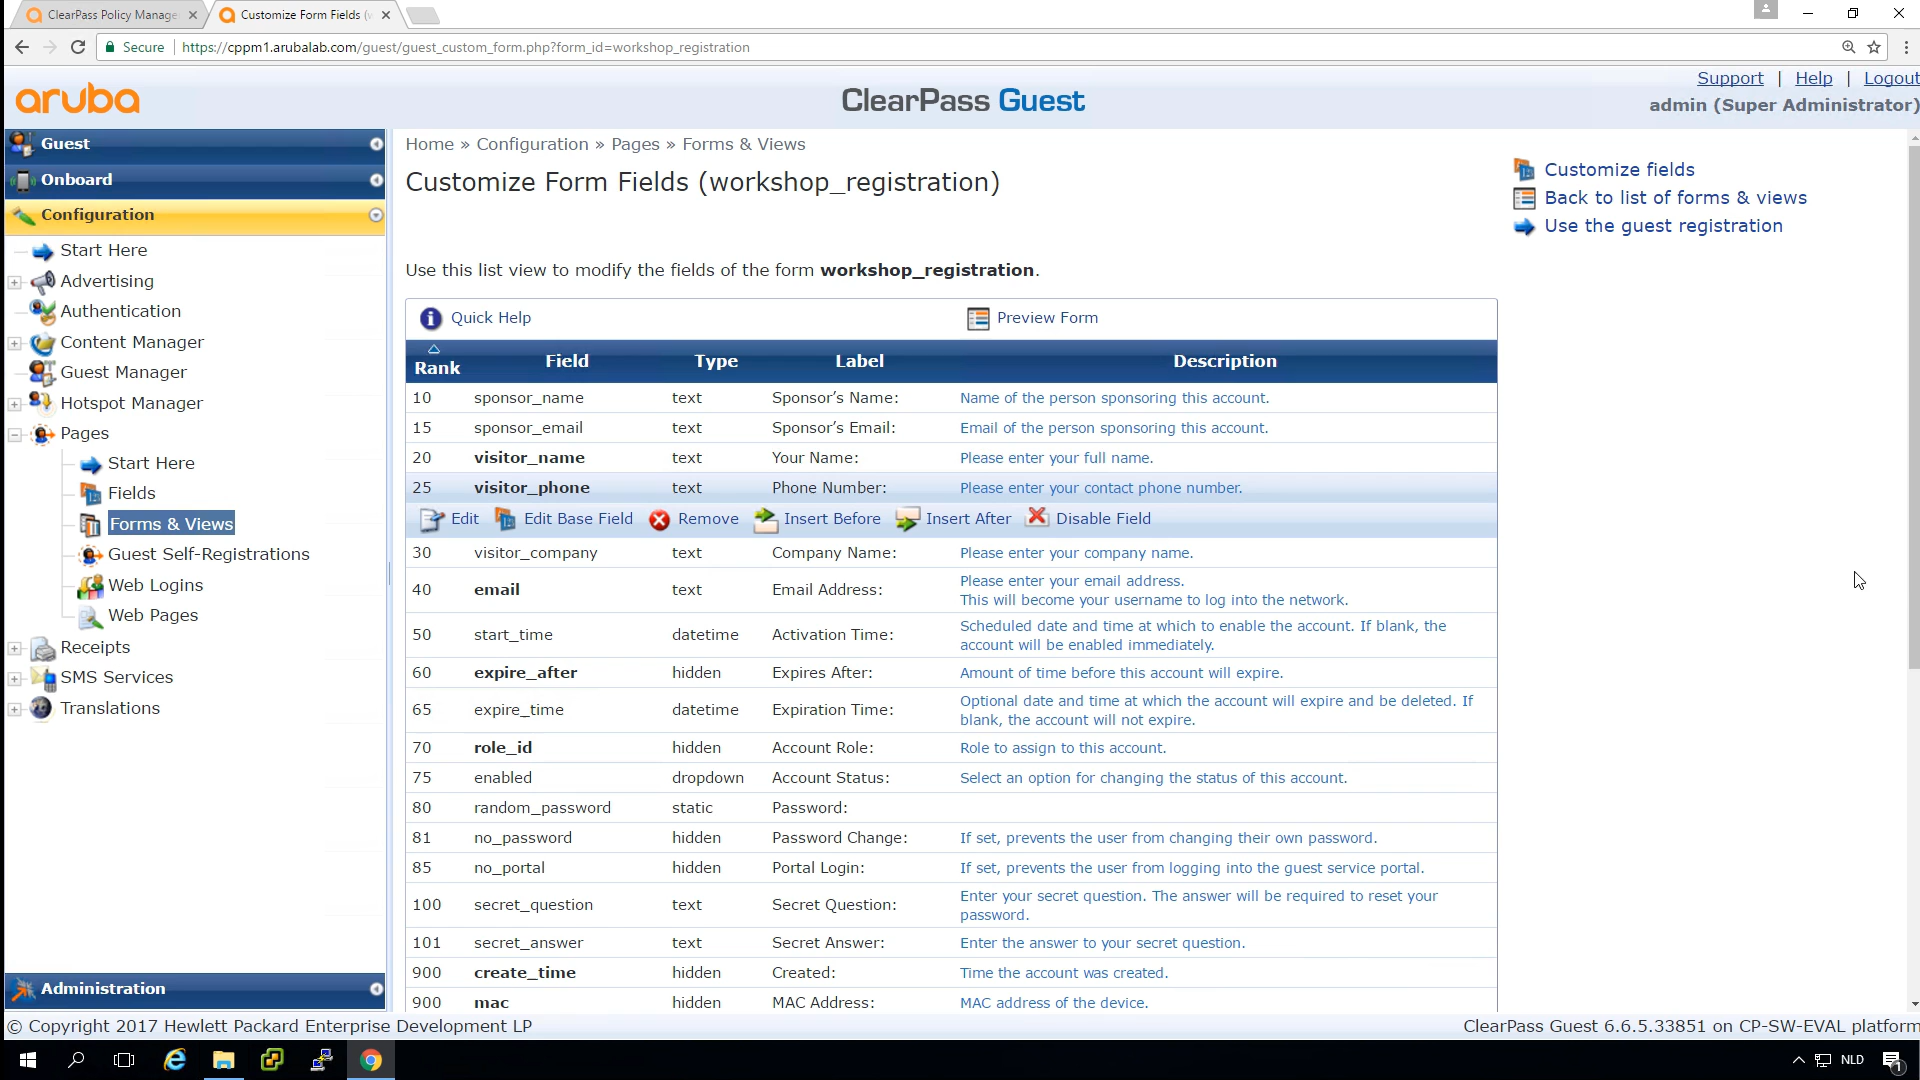 ClearPass Policy Manage
Customize Form Fields (w
Secure | https://cppm1.arubalab.com/guest/guest_custom_form.php?form_id=workshop_registration
Support | Help | Logout
aruba
ClearPass Guest
admin (Super Administrator)
Guest
Onboard
Configuration
Start Here
Advertising
Authentication
Content Manager
Guest Manager
Hotspot Manager
Pages
Start Here
Fields
Forms & Views
Guest Self-Registrations
Web Logins
Web Pages
Receipts
SMS Services
Translations
Administration
Home » Configuration » Pages » Forms & Views
Customize Form Fields (workshop_registration)
Customize fields
Back to list of forms & views
Use the guest registration
Use this list view to modify the fields of the form workshop_registration.
Quick Help Preview Form
Rank Field Type Label Description
10 sponsor_name text Sponsor’s Name: Name of the person sponsoring this account.
15 sponsor_email text Sponsor’s Email: Email of the person sponsoring this account.
20 visitor_name text Your Name: Please enter your full name.
25 visitor_phone text Phone Number: Please enter your contact phone number.
Edit Edit Base Field Remove Insert Before Insert After Disable Field
30 visitor_company text Company Name: Please enter your company name.
40 email text Email Address: Please enter your email address.
This will become your username to log into the network.
50 start_time datetime Activation Time: Scheduled date and time at which to enable the account. If blank, the
account will be enabled immediately.
60 expire_after hidden Expires After: Amount of time before this account will expire.
65 expire_time datetime Expiration Time: Optional date and time at which the account will expire and be deleted. If
blank, the account will not expire.
70 role_id hidden Account Role: Role to assign to this account.
75 enabled dropdown Account Status: Select an option for changing the status of this account.
80 random_password static Password:
81 no_password hidden Password Change: If set, prevents the user from changing their own password.
85 no_portal hidden Portal Login: If set, prevents the user from logging into the guest service portal.
100 secret_question text Secret Question: Enter your secret question. The answer will be required to reset your
password.
101 secret_answer text Secret Answer: Enter the answer to your secret question.
900 create_time hidden Created: Time the account was created.
900 mac hidden MAC Address: MAC address of the device.
© Copyright 2017 Hewlett Packard Enterprise Development LP
ClearPass Guest 6.6.5.33851 on CP-SW-EVAL platform
NLD
1